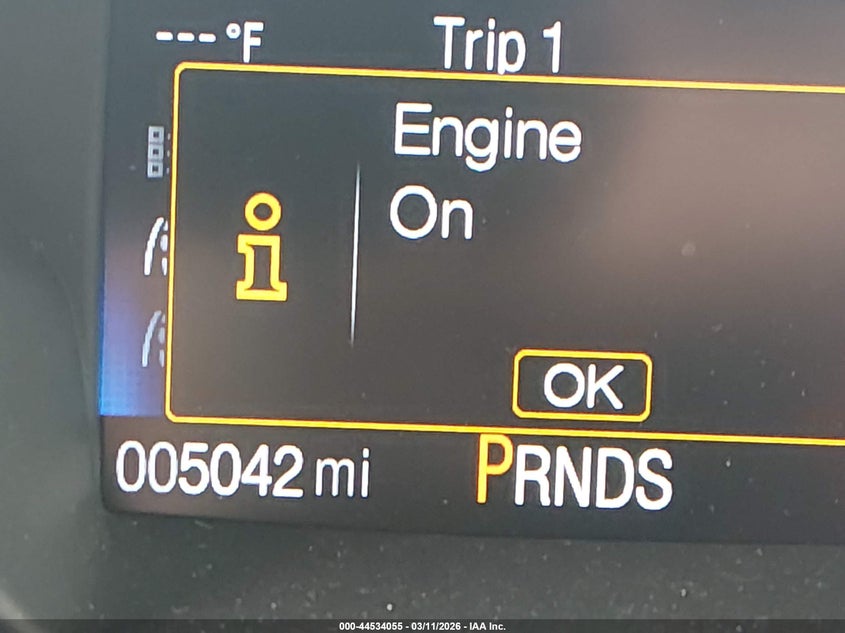 --- °F Trip 1
Engine
On
i
OK
005042 mi PRNDS
000-44534055 - 03/11/2026 - IAA Inc.